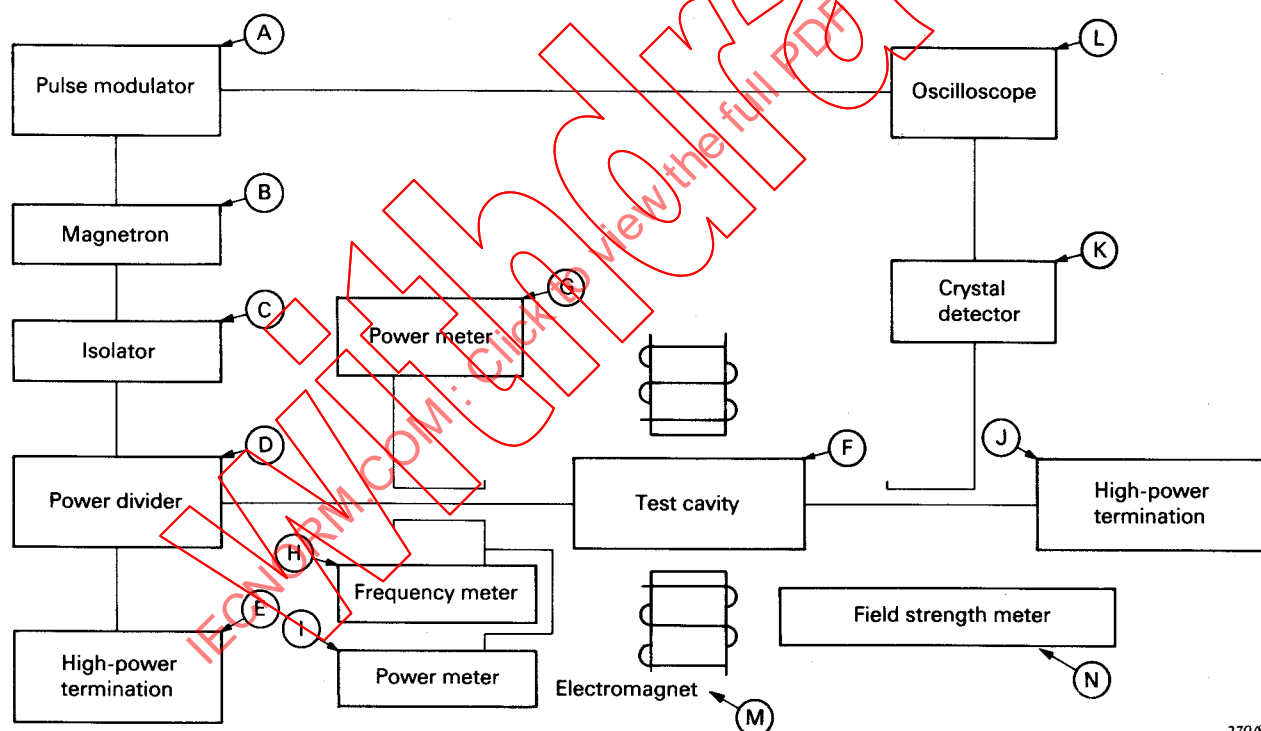 A
Pulse modulator
L
Oscilloscope
B
Magnetron
K
Crystal
detector
C
Isolator
G
Power meter
D
Power divider
F
Test cavity
J
High-power
termination
H
Frequency meter
E
High-power
termination
I
Power meter
Electromagnet
M
Field strength meter
N
IECNORM.COM : Click to view the full PDF